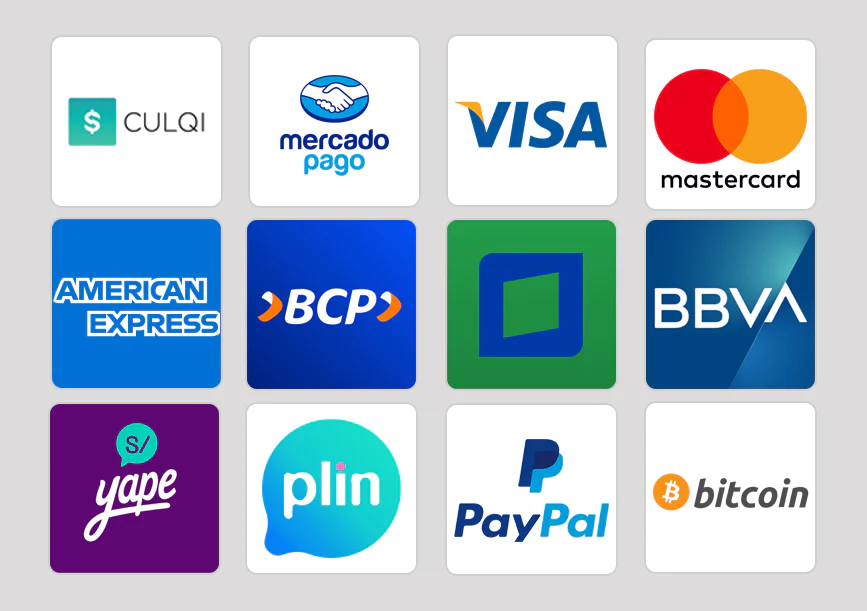 $ CULQI
mercado
pago
VISA
mastercard
AMERICAN
EXPRESS
BCP
BBVA
S/
yape
plin
P
PayPal
₿ bitcoin